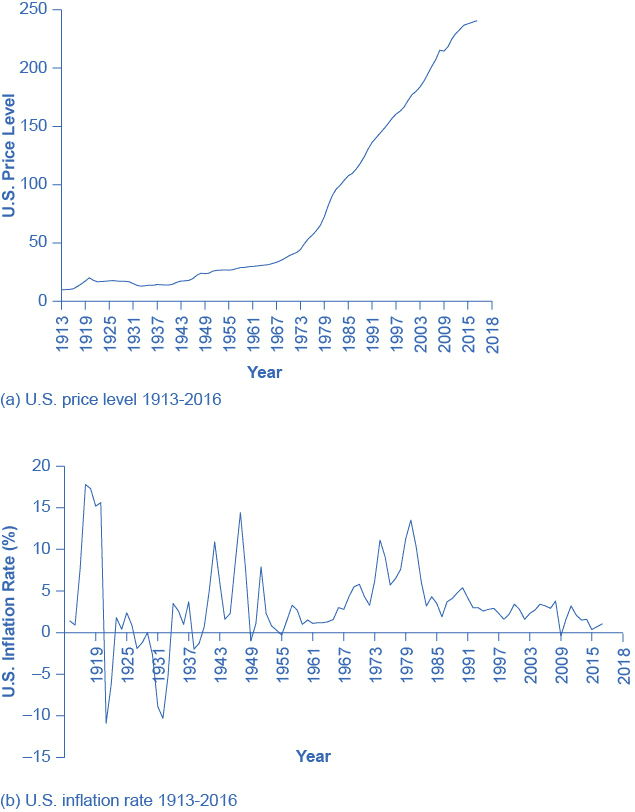 250
200
150
100
50
0
U.S. Price Level
1913 1919 1925 1931 1937 1943 1949 1955 1961 1967 1973 1979 1985 1991 1997 2003 2009 2015 2018
Year
(a) U.S. price level 1913-2016
20
15
10
5
0
–5
–10
–15
U.S. Inflation Rate (%)
1919 1925 1931 1937 1943 1949 1955 1961 1967 1973 1979 1985 1991 1997 2003 2009 2015 2018
Year
(b) U.S. inflation rate 1913-2016